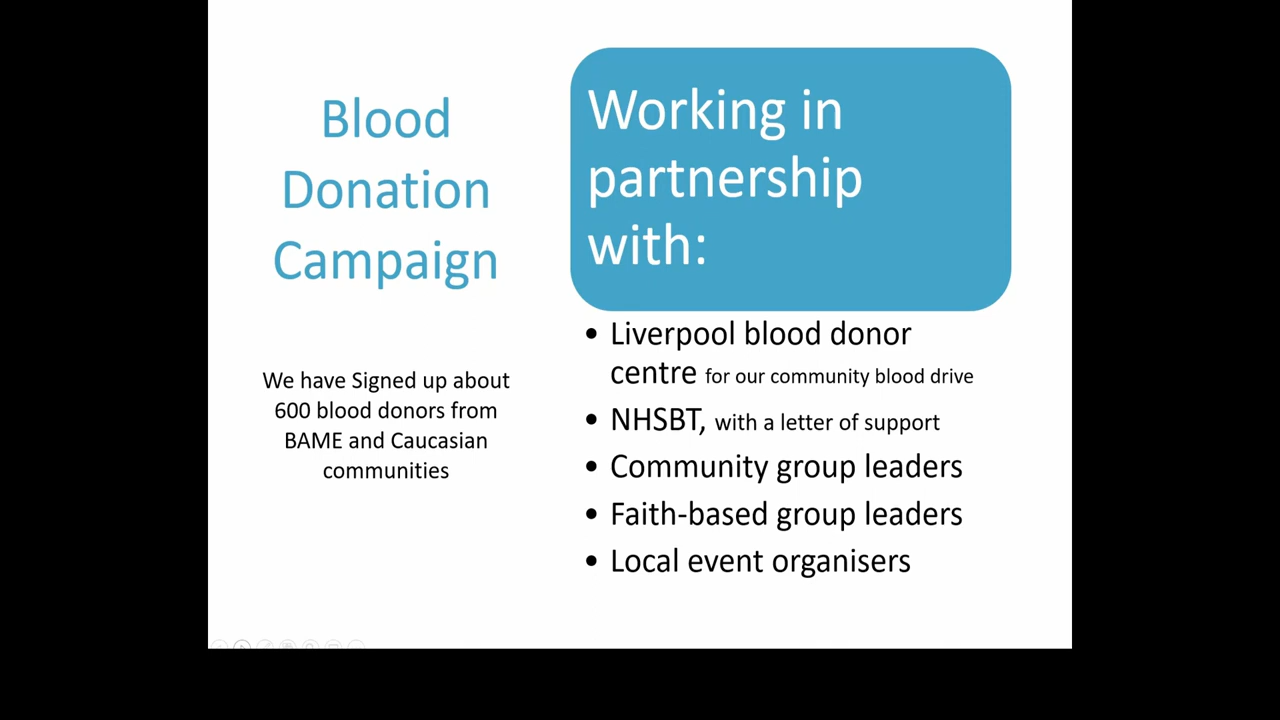 Blood
Donation
Campaign
We have Signed up about
600 blood donors from
BAME and Caucasian
communities
Working in
partnership
with:
• Liverpool blood donor
centre for our community blood drive
• NHSBT, with a letter of support
• Community group leaders
• Faith-based group leaders
• Local event organisers